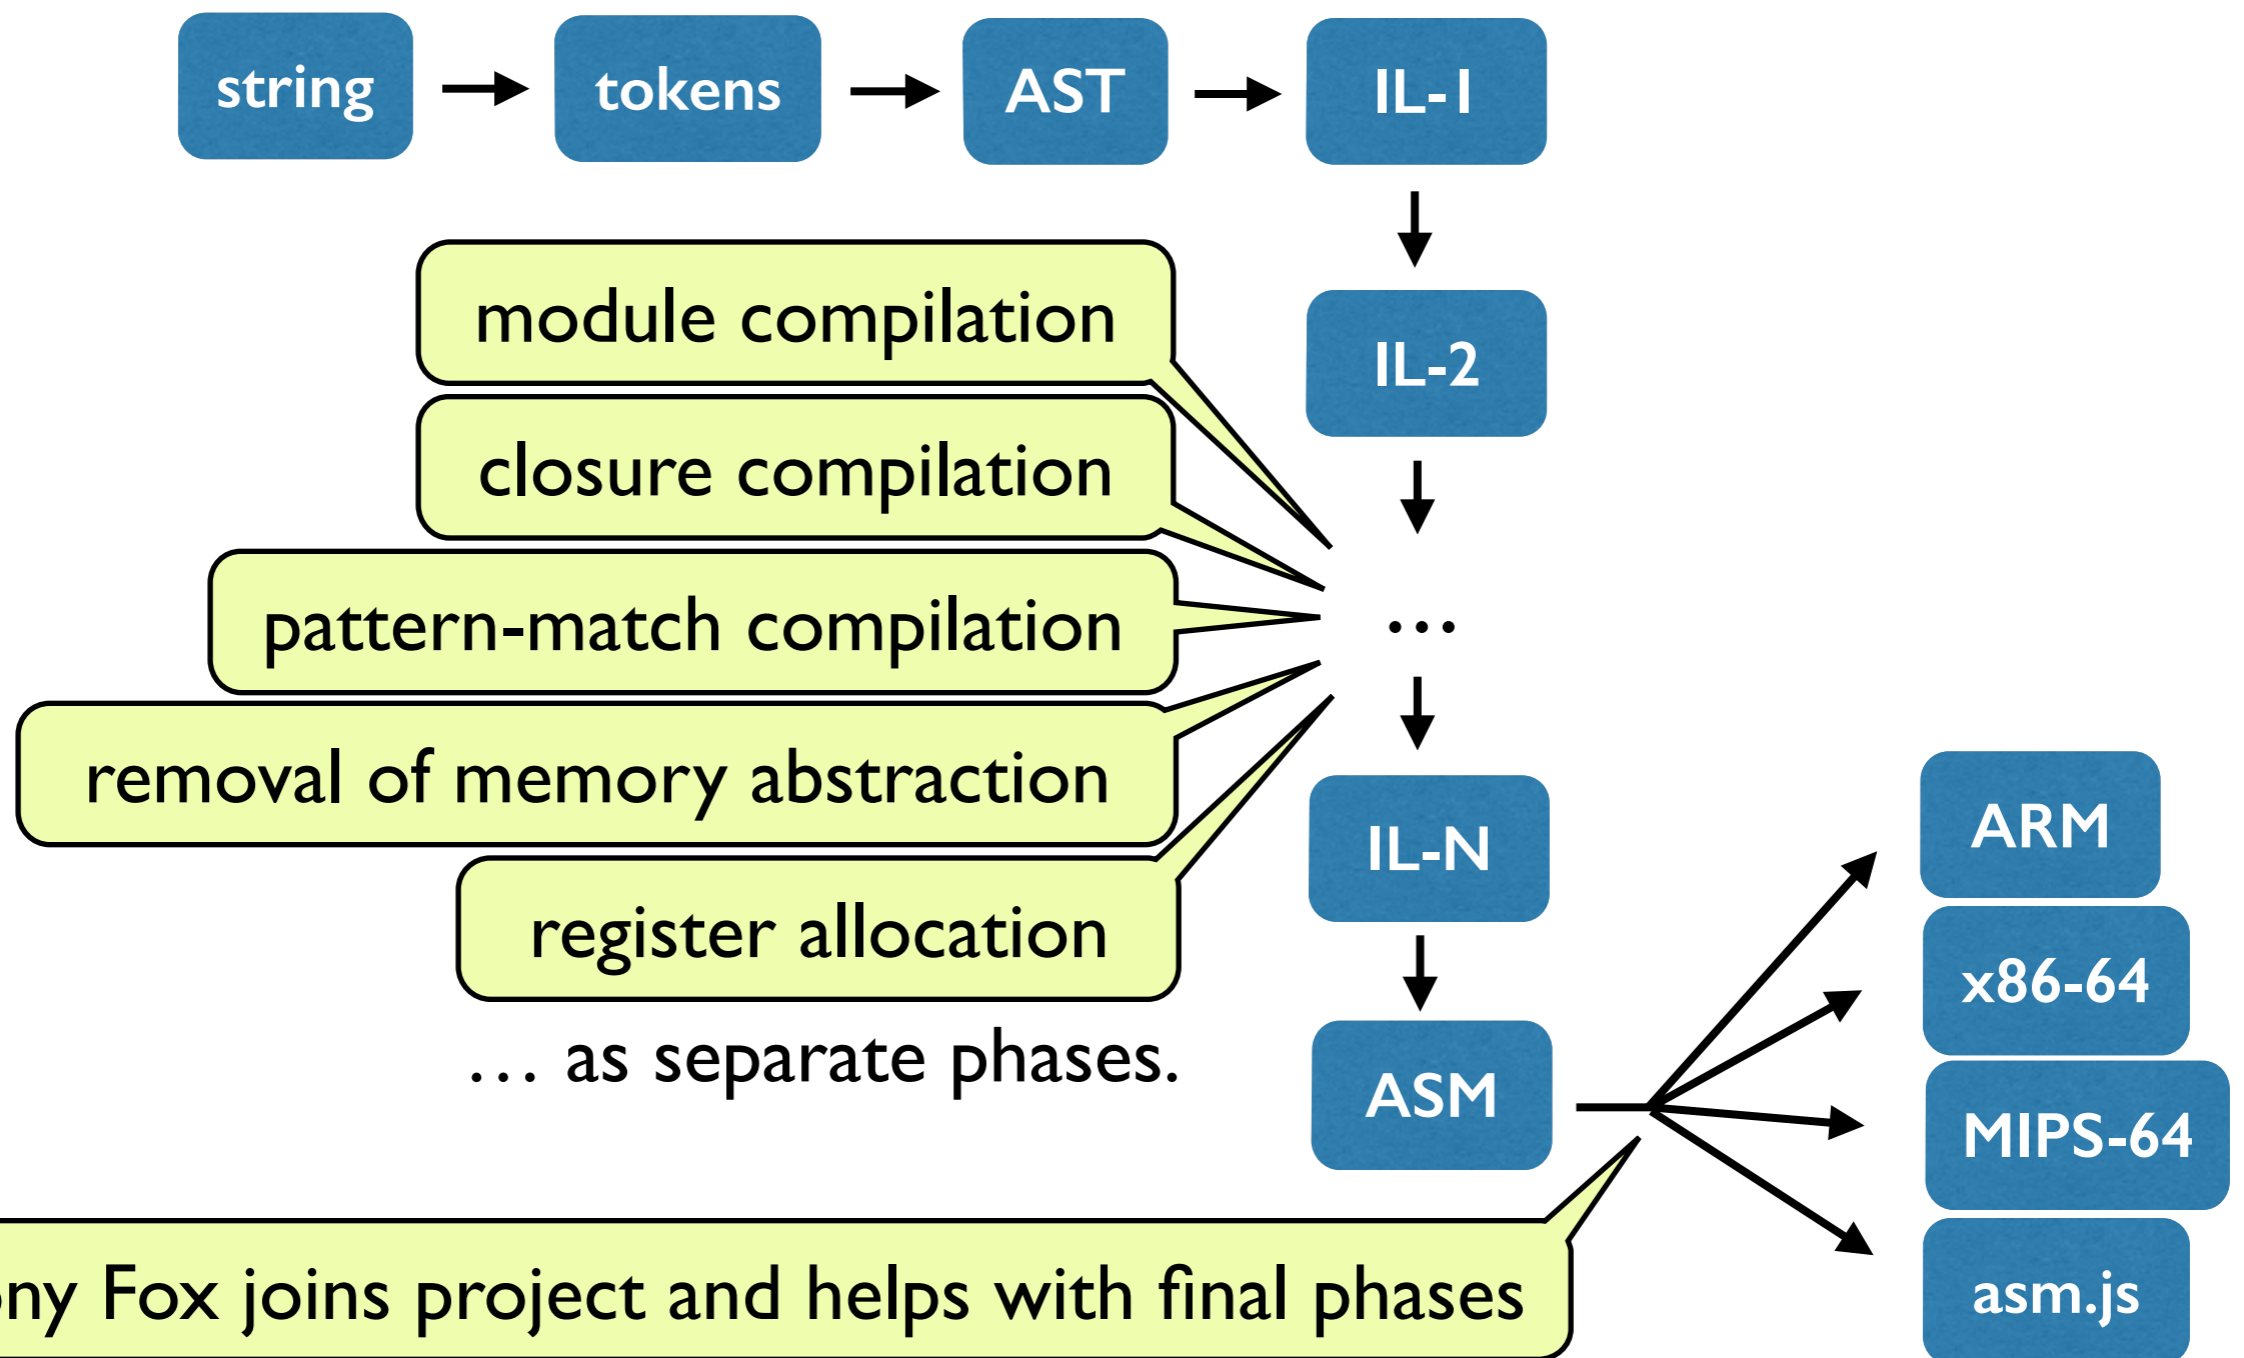 string
tokens
AST
IL-1
module compilation
IL-2
closure compilation
pattern-match compilation
...
removal of memory abstraction
IL-N
ARM
register allocation
x86-64
... as separate phases.
ASM
MIPS-64
Fox joins project and helps with final phases
asm.js